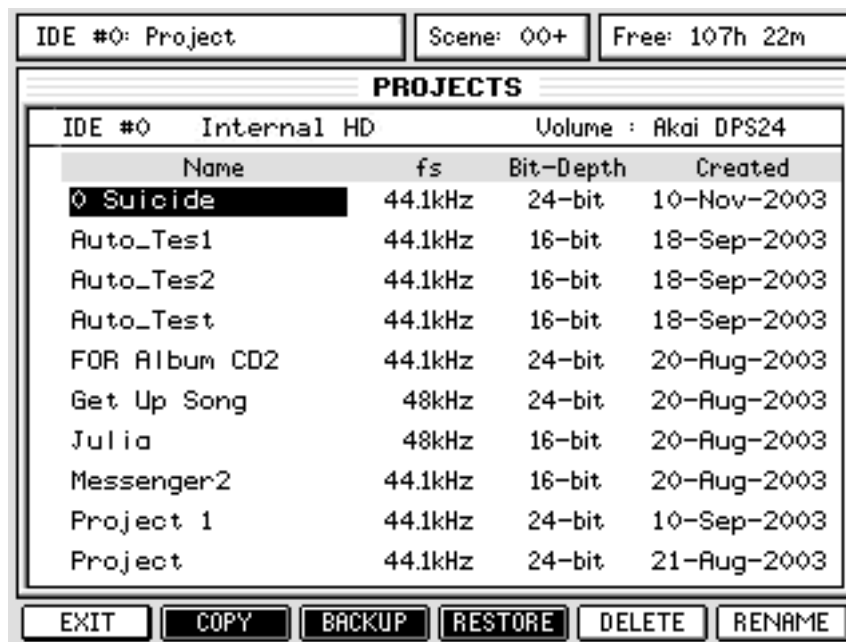 IDE #0: Project Scene: 00+ Free: 107h 22m
PROJECTS
IDE #0 Internal HD Volume : Akai DPS24
Name fs Bit-Depth Created
0 Suicide 44.1kHz 24-bit 10-Nov-2003
Auto_Tes1 44.1kHz 16-bit 18-Sep-2003
Auto_Tes2 44.1kHz 16-bit 18-Sep-2003
Auto_Test 44.1kHz 16-bit 18-Sep-2003
FOR Album CD2 44.1kHz 24-bit 20-Aug-2003
Get Up Song 48kHz 24-bit 20-Aug-2003
Julia 48kHz 16-bit 20-Aug-2003
Messenger2 44.1kHz 16-bit 20-Aug-2003
Project 1 44.1kHz 24-bit 10-Sep-2003
Project 44.1kHz 24-bit 21-Aug-2003
EXIT COPY BACKUP RESTORE DELETE RENAME